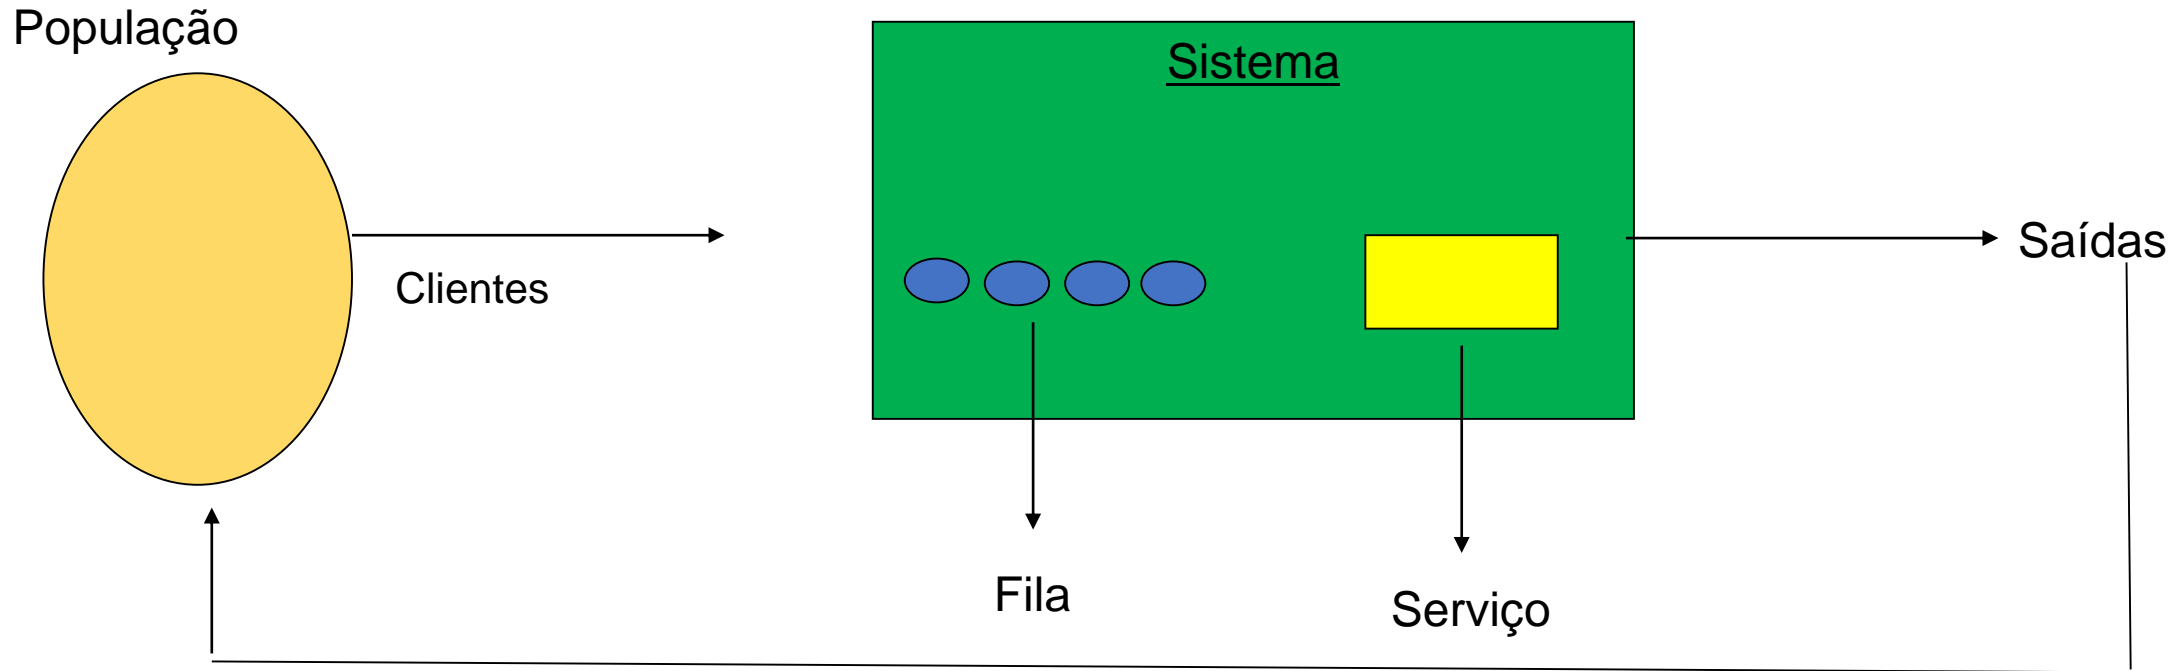 População
Sistema
Clientes
Saídas
Fila
Serviço